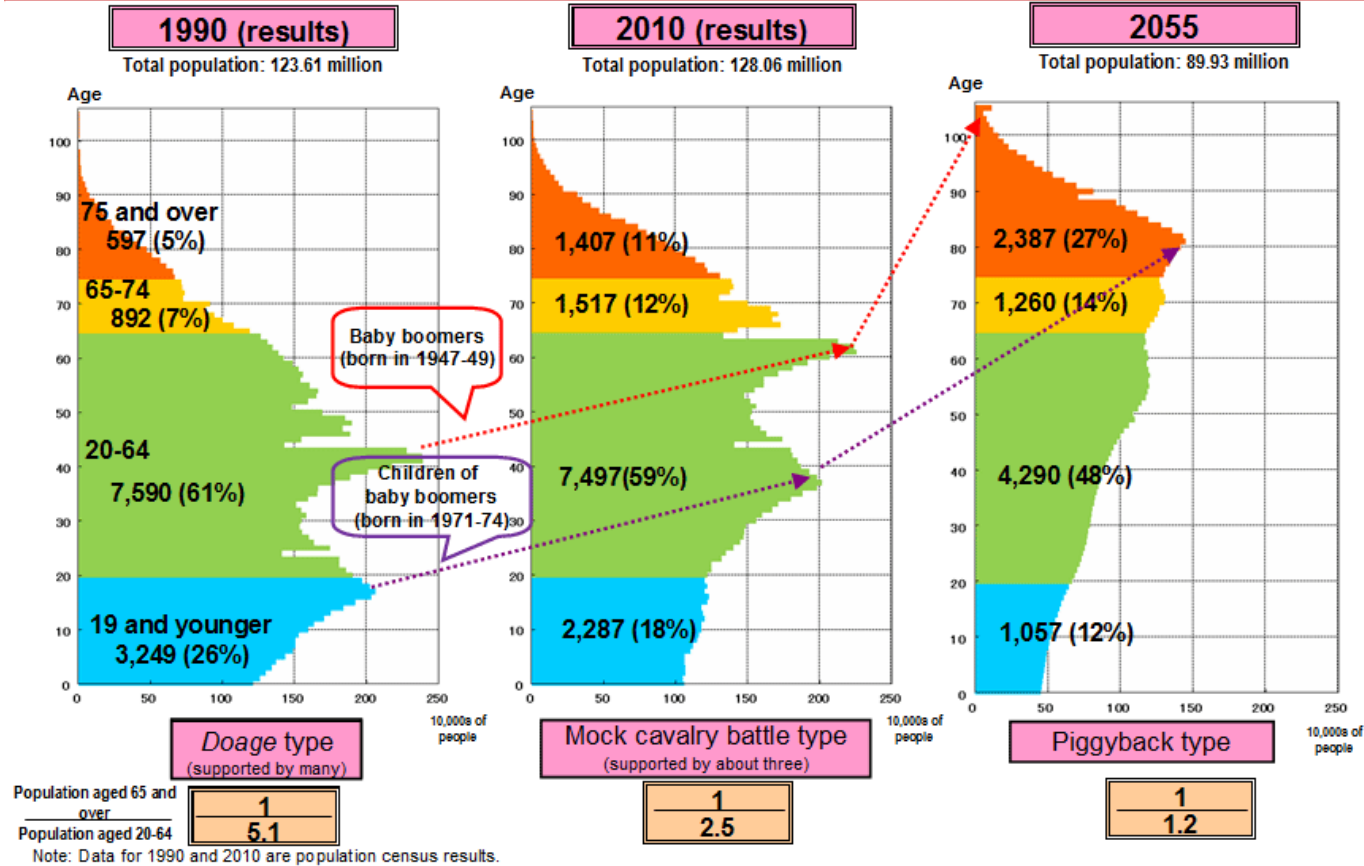 1990 (results)
Total population: 123.61 million
Age
100
90
80
70
60
50
40
30
20
10
0
75 and over
597 (5%)
65-74
892 (7%)
20-64
7,590 (61%)
19 and younger
3,249 (26%)
0 50 100 150 200 250
10,000s of
people
Baby boomers
(born in 1947-49)
Children of
baby boomers
(born in 1971-74)
2010 (results)
Total population: 128.06 million
Age
100
90
80
70
60
50
40
30
20
10
0
1,407 (11%)
1,517 (12%)
7,497(59%)
2,287 (18%)
0 50 100 150 200 250
10,000s of
people
2055
Total population: 89.93 million
Age
100
90
80
70
60
50
40
30
20
10
0
2,387 (27%)
1,260 (14%)
4,290 (48%)
1,057 (12%)
0 50 100 150 200 250
10,000s of
people
Doage type
(supported by many)
Mock cavalry battle type
(supported by about three)
Piggyback type
Population aged 65 and
over
Population aged 20-64
1
5.1
1
2.5
1
1.2
Note: Data for 1990 and 2010 are population census results.